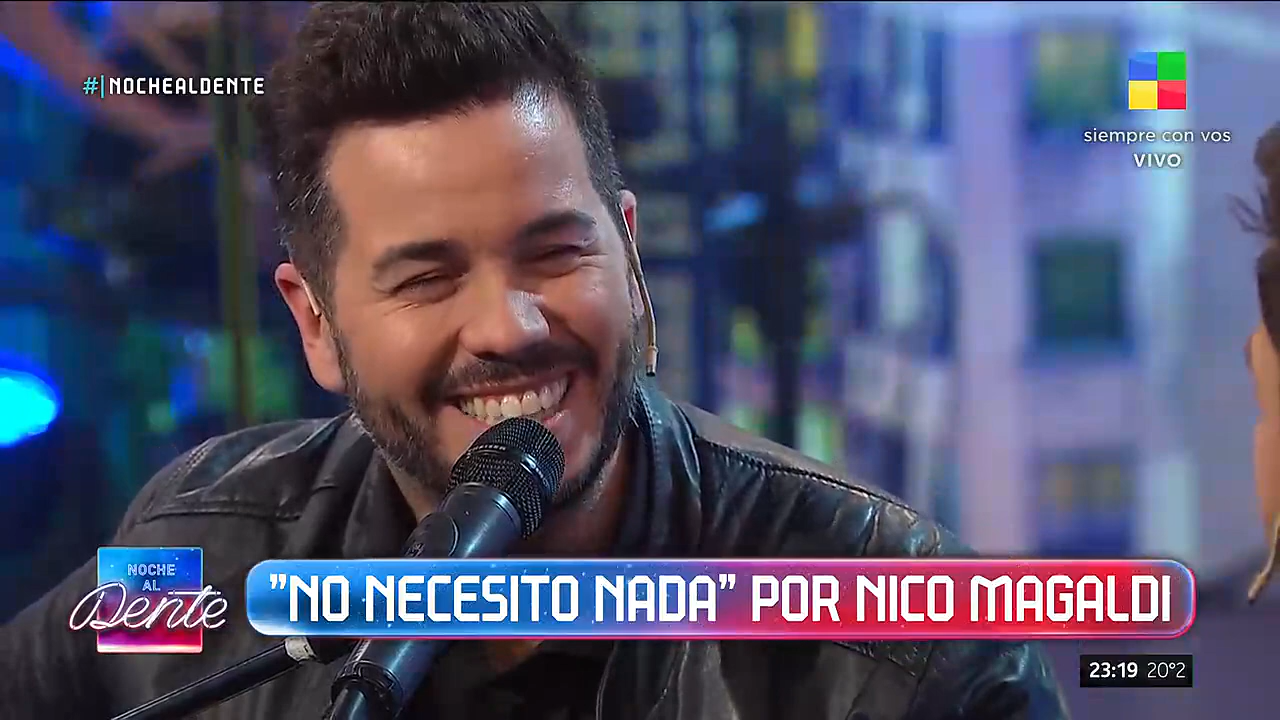 #|NOCHEALDENTE
siempre con vos
VIVO
NOCHE
AL
Dente
"NO NECESITO NADA" POR NICO MAGALDI
23:19 20°2